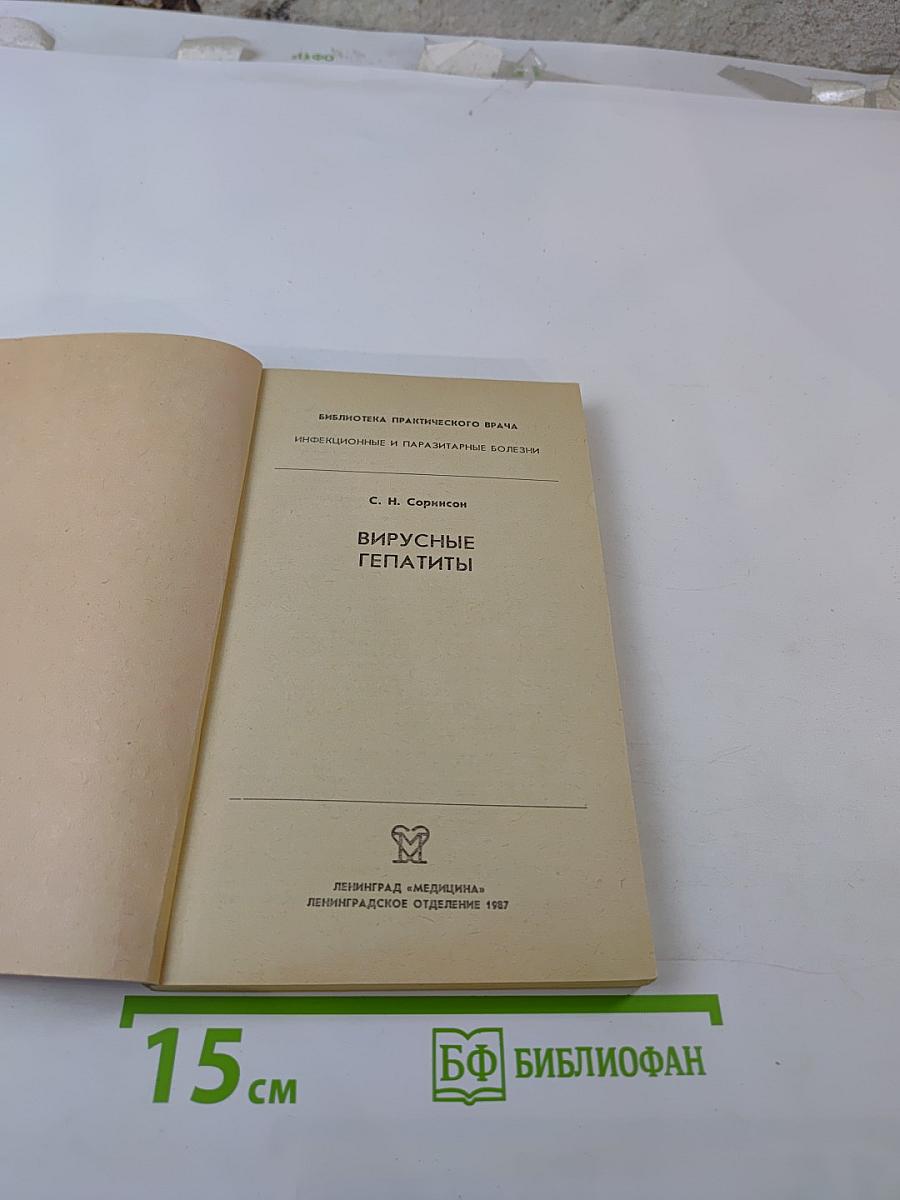 БИБЛИОТЕКА ПРАКТИЧЕСКОГО ВРАЧА
ИНФЕКЦИОННЫЕ И ПАРАЗИТАРНЫЕ БОЛЕЗНИ
С. Н. Соринсон
ВИРУСНЫЕ
ГЕПАТИТЫ
ЛЕНИНГРАД «МЕДИЦИНА»
ЛЕНИНГРАДСКОЕ ОТДЕЛЕНИЕ 1987
15 см
БФ БИБЛИОФАН